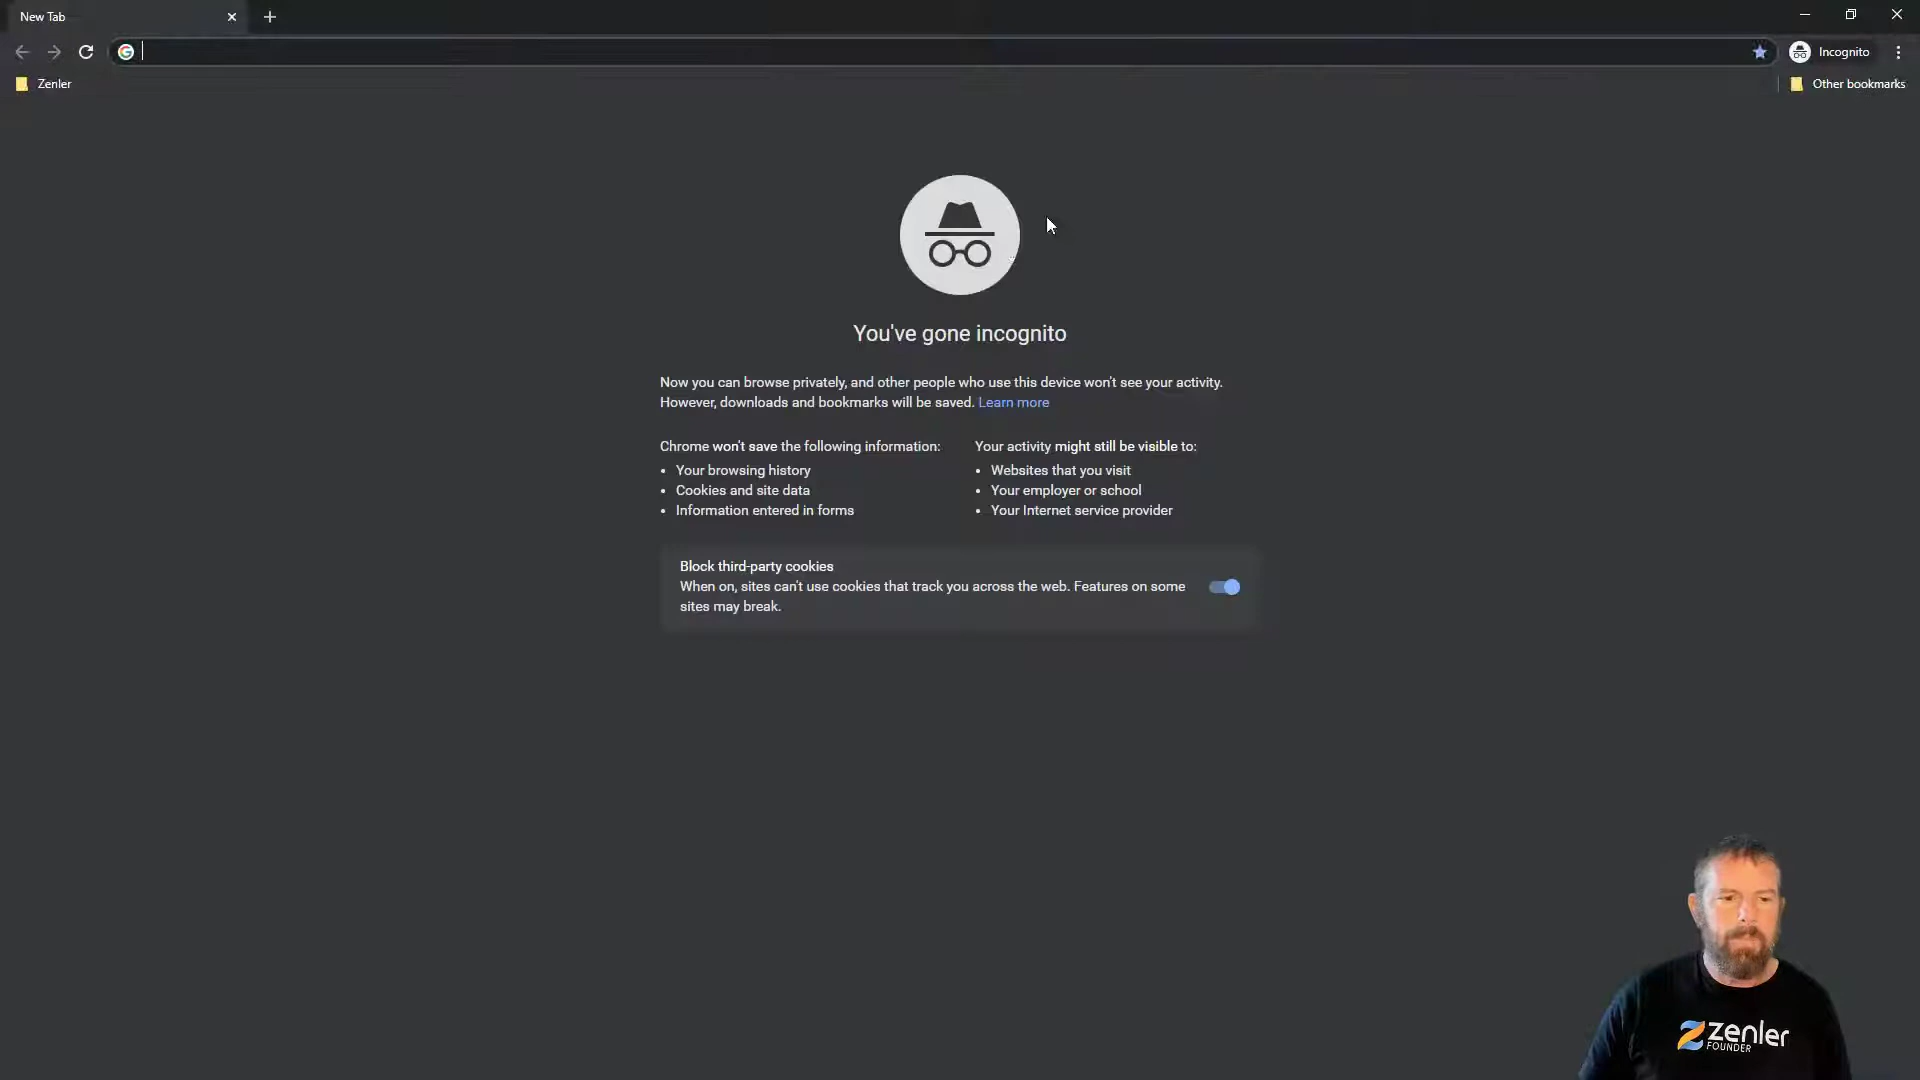 New Tab
Incognito
Zenler
Other bookmarks
You've gone incognito
Now you can browse privately, and other people who use this device won't see your activity.
However, downloads and bookmarks will be saved. Learn more
Chrome won't save the following information:
Your browsing history
Cookies and site data
Information entered in forms
Your activity might still be visible to:
Websites that you visit
Your employer or school
Your Internet service provider
Block third-party cookies
When on, sites can't use cookies that track you across the web. Features on some
sites may break.
zenler
FOUNDER